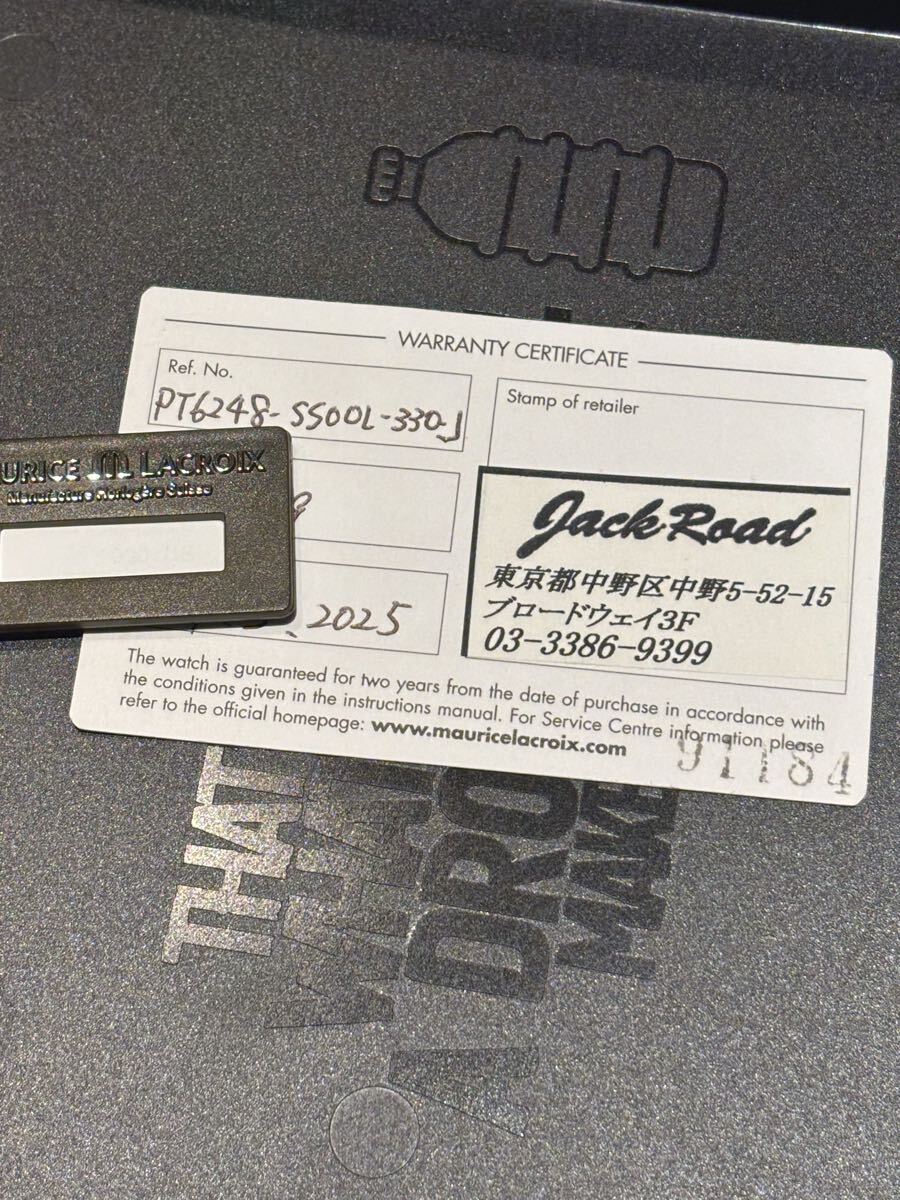 WARRANTY CERTIFICATE
Ref. No.
PT6248-SS00L-330-J
Stamp of retailer
URICE LACROIX
Manufacture Horlogère Suisse
Jack Road
東京都中野区中野5-52-15
ブロードウェイ3F
03-3386-9399
2025
The watch is guaranteed for two years from the date of purchase in accordance with
the conditions given in the instructions manual. For Service Centre information please
refer to the official homepage: www.mauricelacroix.com
91184
THAT
A DRO
MAKE